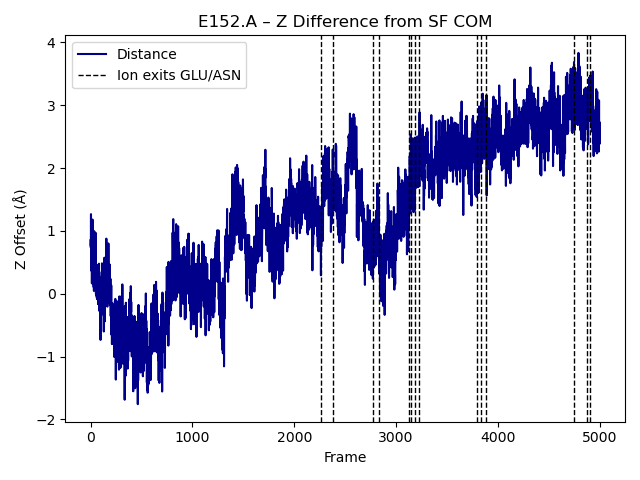 E152.A – Z Difference from SF COM
Distance
Ion exits GLU/ASN
Z Offset (Å)
4
3
2
1
0
−1
−2
0 1000 2000 3000 4000 5000
Frame